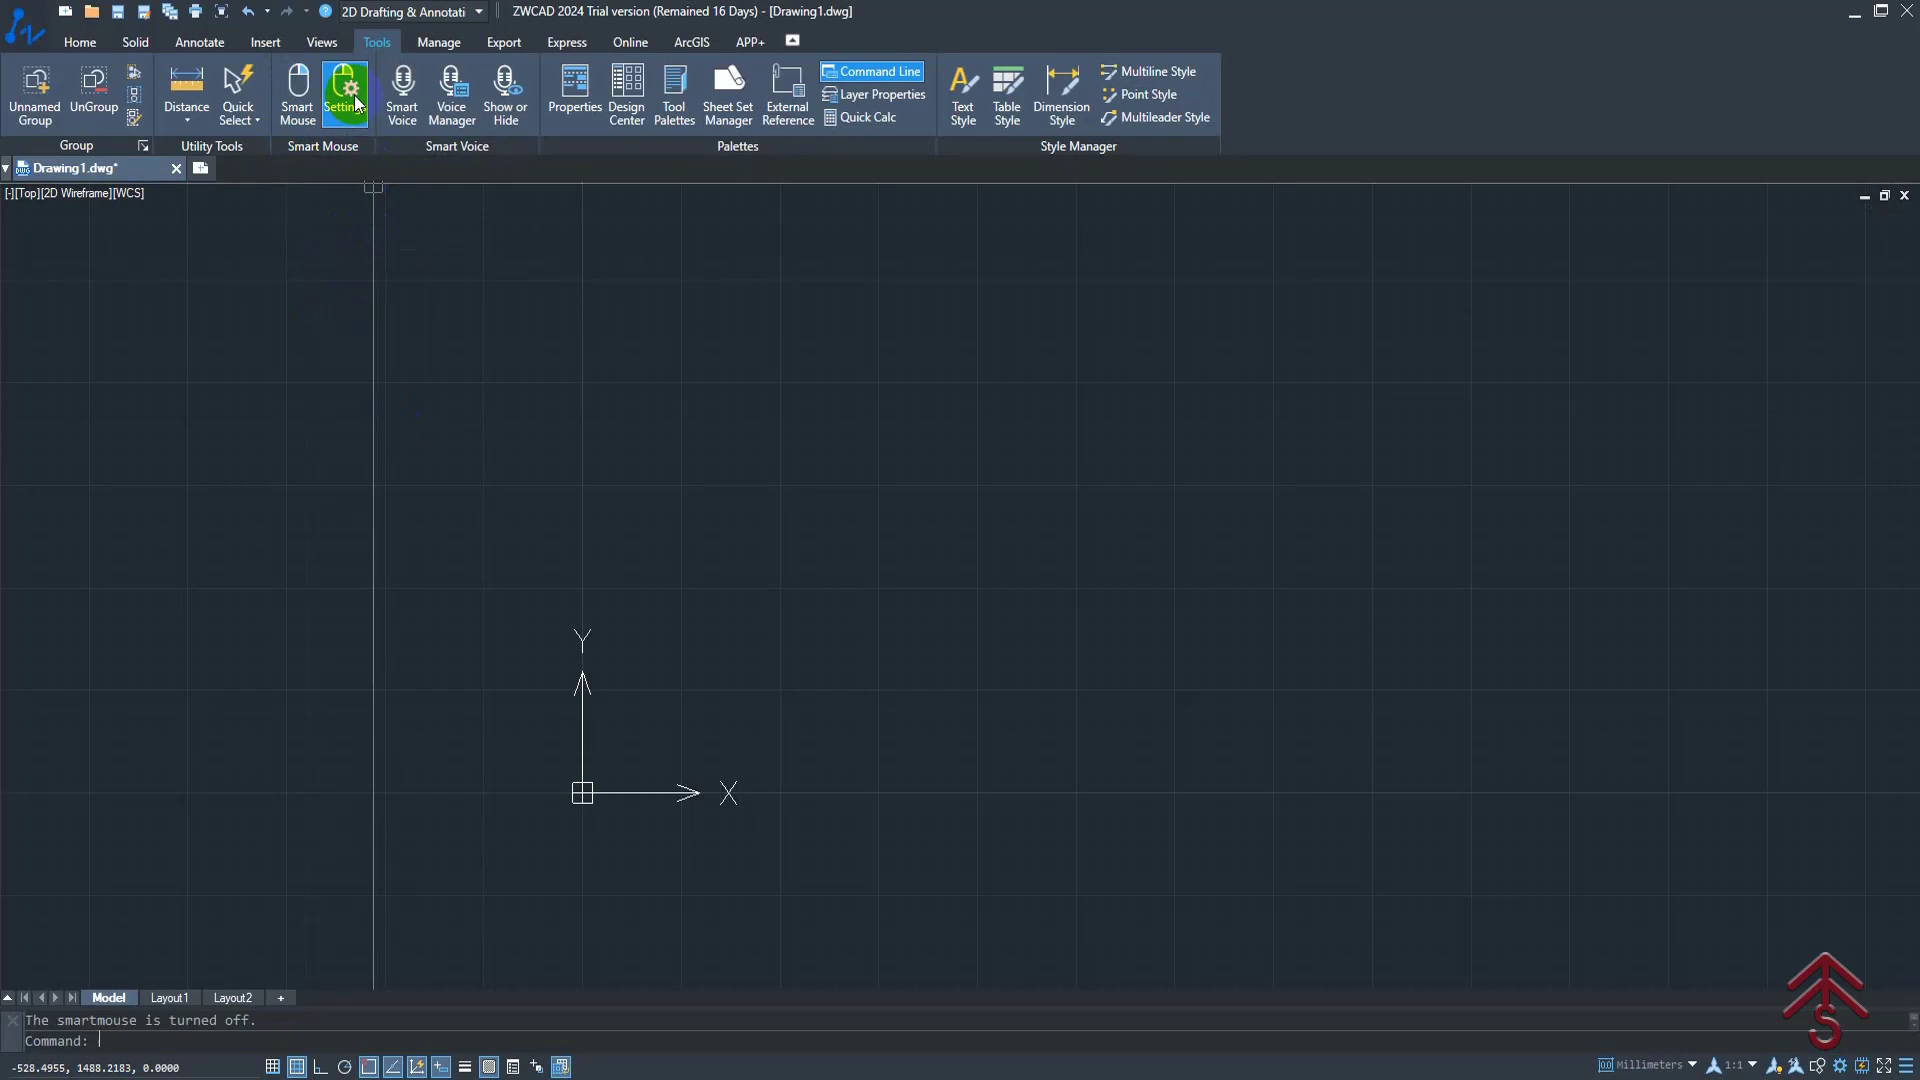 2D Drafting & Annotati
ZWCAD 2024 Trial version (Remained 16 Days) - [Drawing1.dwg]
Home Solid Annotate Insert Views Tools Manage Export Express Online ArcGIS APP+
Unnamed Group
UnGroup
Distance
Quick Select
Smart Mouse
Settings
Smart Voice
Voice Manager
Show or Hide
Properties
Design Center
Tool Palettes
Sheet Set Manager
External Reference
Command Line
Layer Properties
Quick Calc
Text Style
Table Style
Dimension Style
Multiline Style
Point Style
Multileader Style
Group Utility Tools Smart Mouse Smart Voice Palettes Style Manager
Drawing1.dwg*
[-][Top][2D Wireframe][WCS]
Y
X
Model Layout1 Layout2 +
The smartmouse is turned off.
Command:
-528.4955, 1488.2183, 0.0000
Millimeters 1:1
S